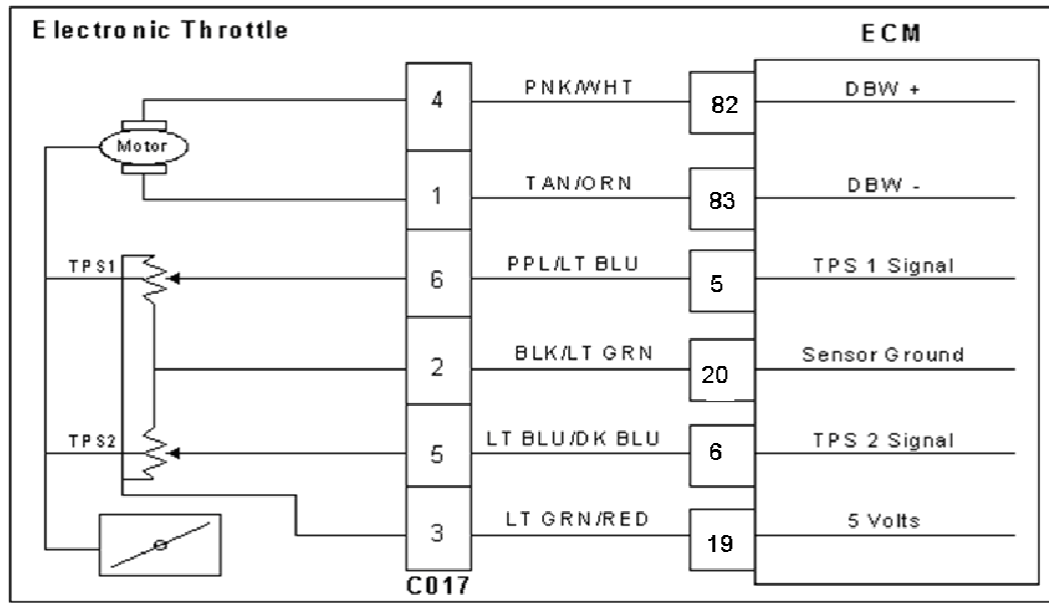 Electronic Throttle
ECM
4 PNK/WHT 82 DBW +
Motor
1 TAN/ORN 83 DBW -
TPS1
6 PPL/LT BLU 5 TPS 1 Signal
2 BLK/LT GRN 20 Sensor Ground
TPS2
5 LT BLU/DK BLU 6 TPS 2 Signal
3 LT GRN/RED 19 5 Volts
C017